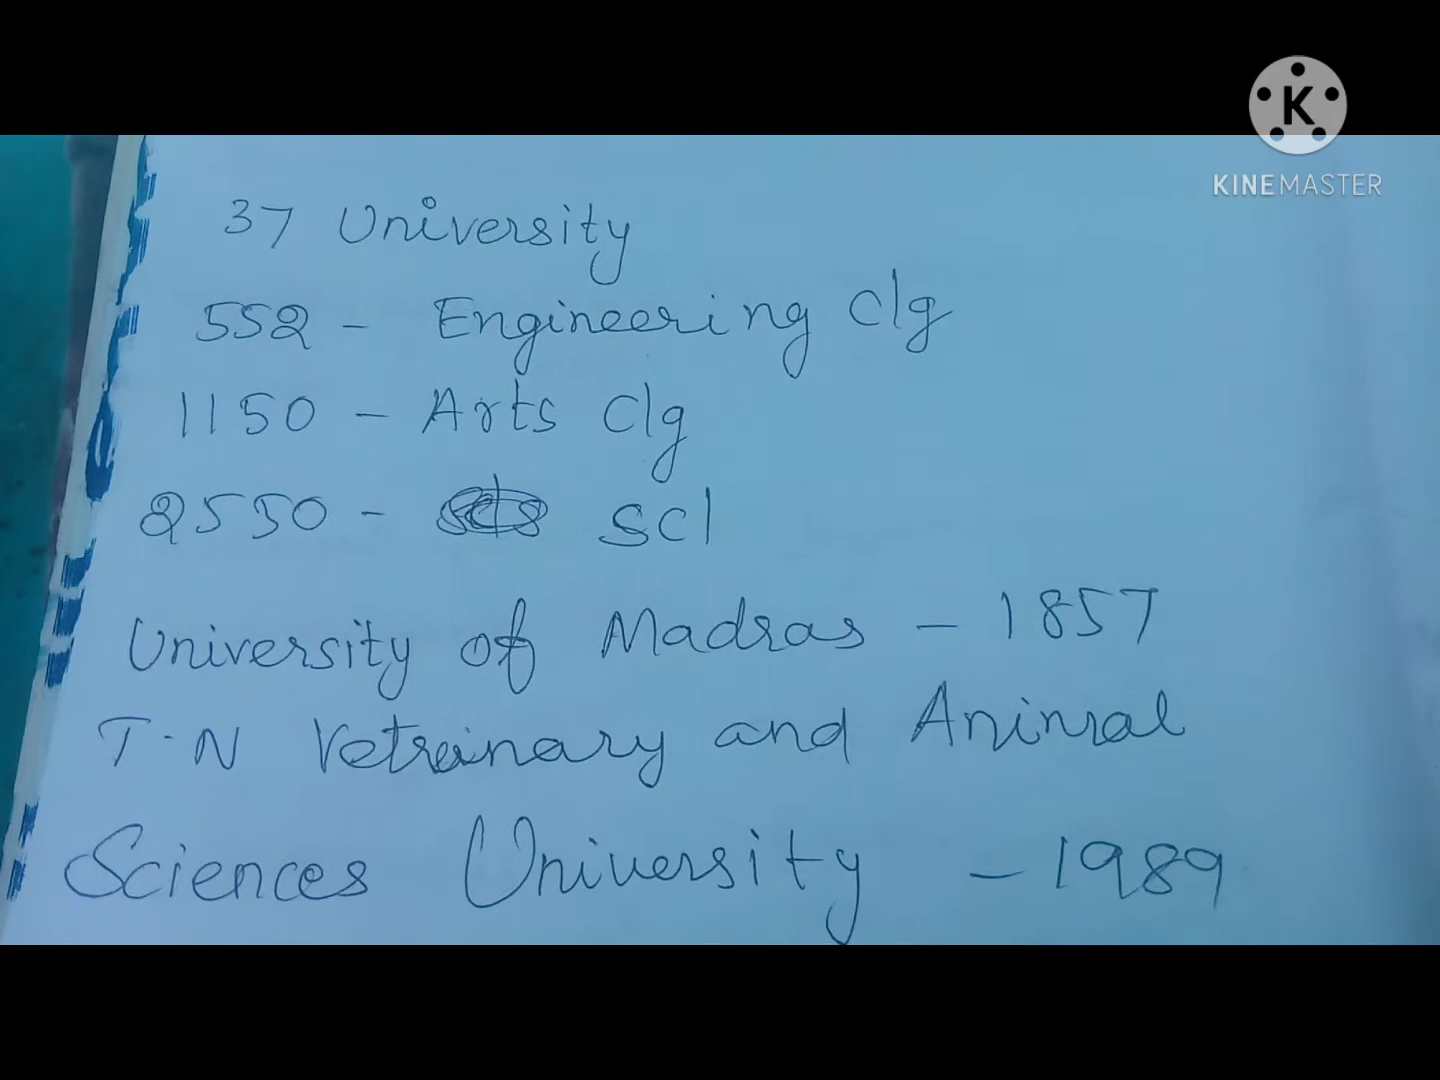 K
KINEMASTER
37 University
552 - Engineering Clg
1150 - Arts Clg
2550 - scl
University of Madras - 1857
T.N Vetreinary and Animal
Sciences University - 1989